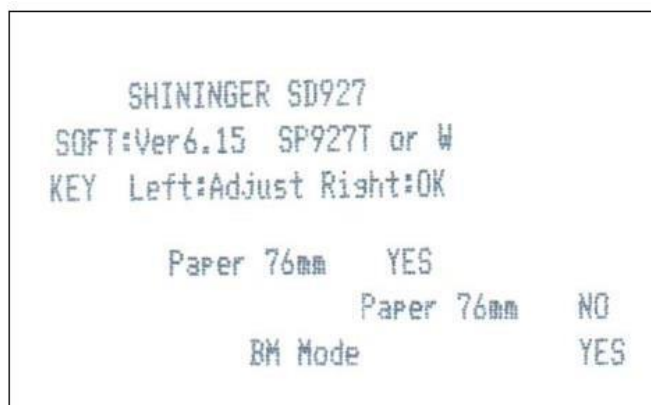 SHININGER SD927
SOFT:Ver6.15 SP927T or W
KEY Left:Adjust Right:OK
Paper 76mm YES
Paper 76mm NO
BM Mode YES